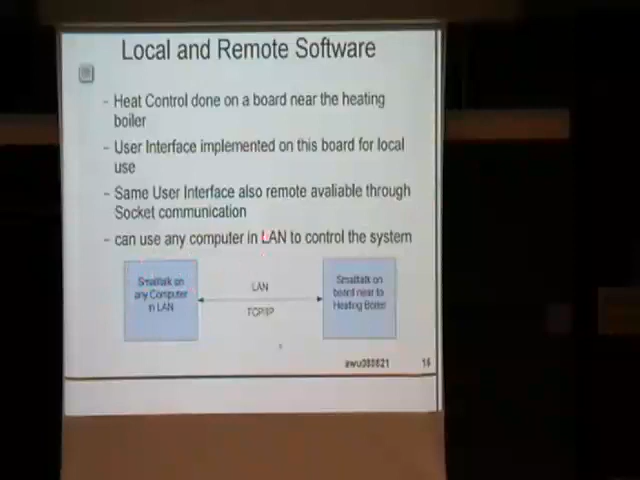 Local and Remote Software
- Heat Control done on a board near the heating
boiler
- User Interface implemented on this board for local
use
- Same User Interface also remote avaliable through
Socket communication
- can use any computer in LAN to control the system
Smalltalk on
any Computer
in LAN
LAN
TCP/IP
Smalltalk on
board near to
Heating Boiler
awu080821
16